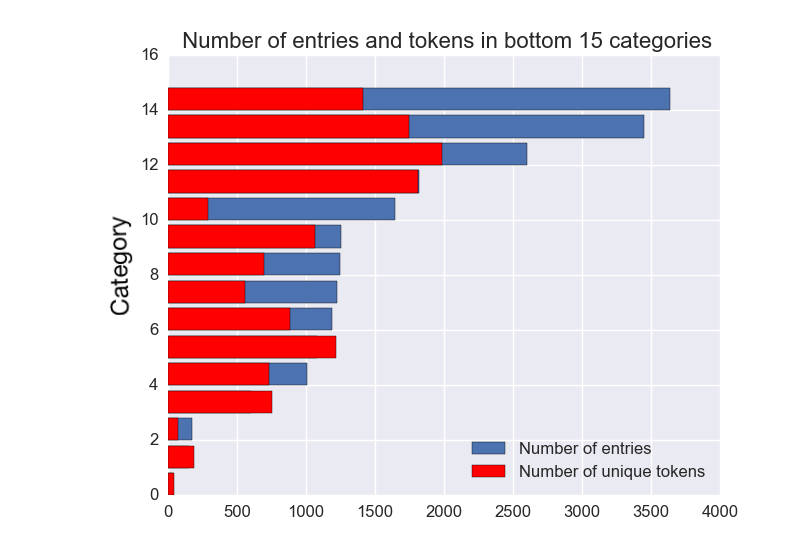 Number of entries and tokens in bottom 15 categories
16
14
12
10
8
6
4
2
0
Category
Number of entries
Number of unique tokens
0 500 1000 1500 2000 2500 3000 3500 4000